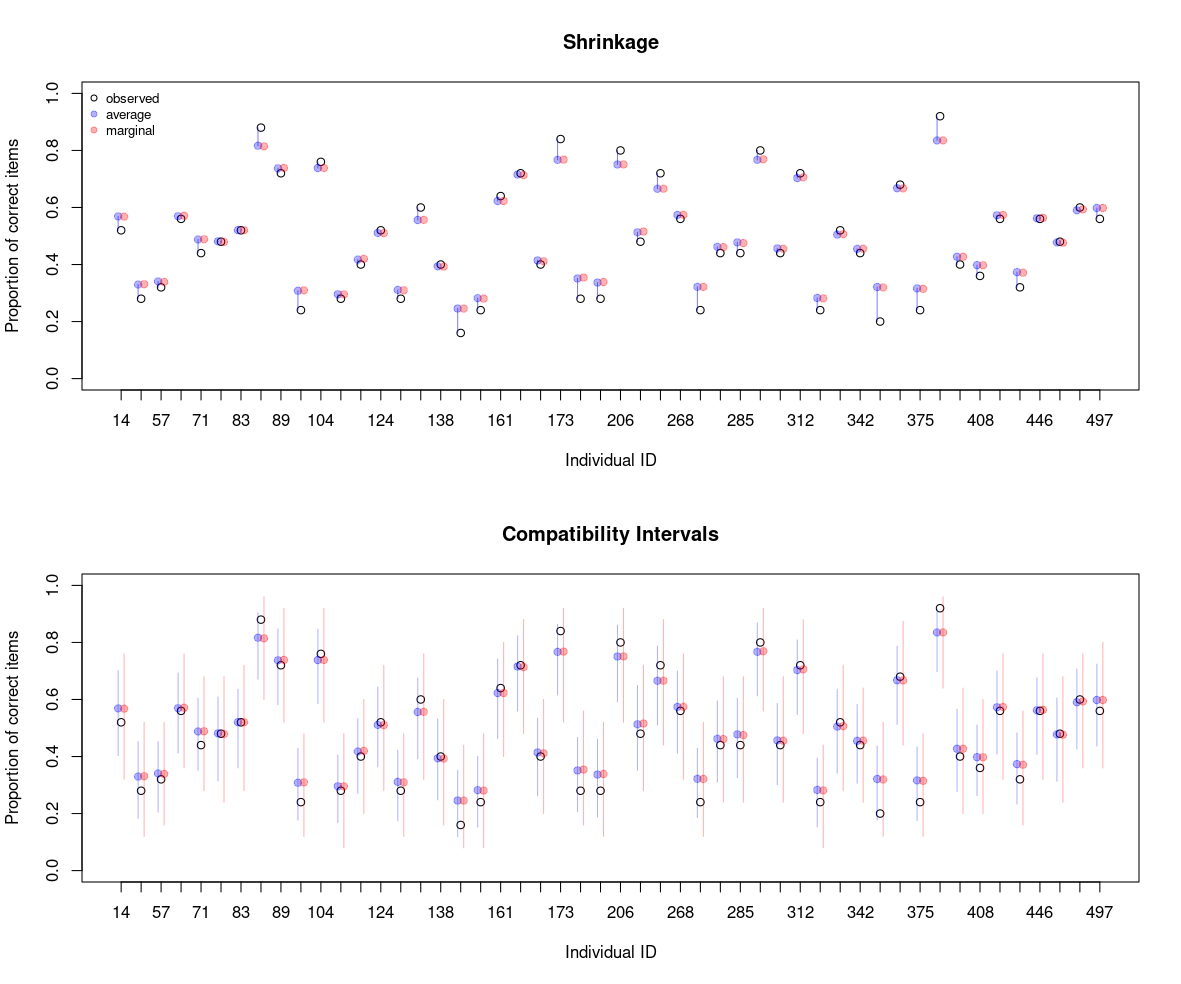 Shrinkage
Proportion of correct items
1.0
0.8
0.6
0.4
0.2
0.0
observed
average
marginal
14 57 71 83 89 104 124 138 161 173 206 268 285 312 342 375 408 446 497
Individual ID
Compatibility Intervals
Proportion of correct items
1.0
0.8
0.6
0.4
0.2
0.0
14 57 71 83 89 104 124 138 161 173 206 268 285 312 342 375 408 446 497
Individual ID